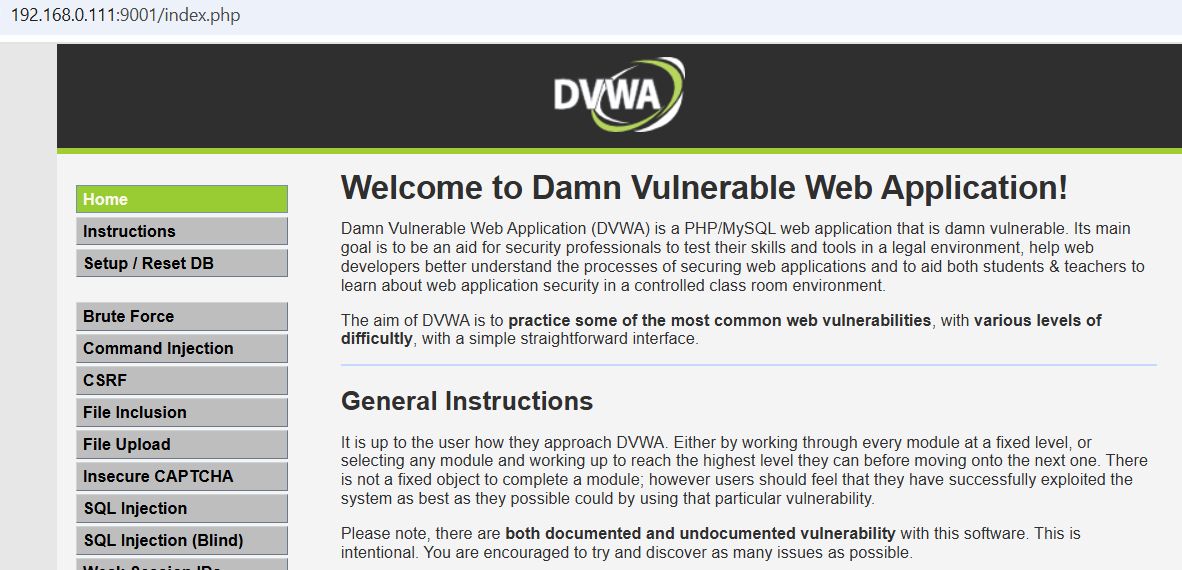 192.168.0.111:9001/index.php
DVWA
Home
Instructions
Setup / Reset DB
Brute Force
Command Injection
CSRF
File Inclusion
File Upload
Insecure CAPTCHA
SQL Injection
SQL Injection (Blind)
Weak Session IDs
Welcome to Damn Vulnerable Web Application!
Damn Vulnerable Web Application (DVWA) is a PHP/MySQL web application that is damn vulnerable. Its main
goal is to be an aid for security professionals to test their skills and tools in a legal environment, help web
developers better understand the processes of securing web applications and to aid both students & teachers to
learn about web application security in a controlled class room environment.
The aim of DVWA is to practice some of the most common web vulnerabilities, with various levels of
difficultly, with a simple straightforward interface.
General Instructions
It is up to the user how they approach DVWA. Either by working through every module at a fixed level, or
selecting any module and working up to reach the highest level they can before moving onto the next one. There
is not a fixed object to complete a module; however users should feel that they have successfully exploited the
system as best as they possible could by using that particular vulnerability.
Please note, there are both documented and undocumented vulnerability with this software. This is
intentional. You are encouraged to try and discover as many issues as possible.